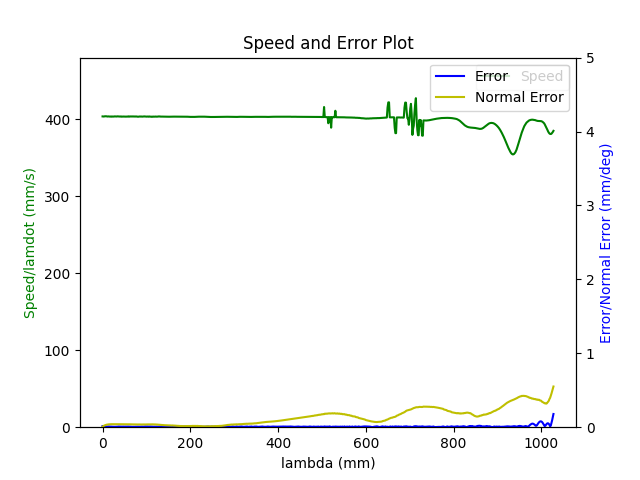 Speed and Error Plot
Error
Speed
Normal Error
Speed/lamdot (mm/s)
400
300
200
100
0
5
4
3
2
1
0
Error/Normal Error (mm/deg)
0
200
400
600
800
1000
lambda (mm)